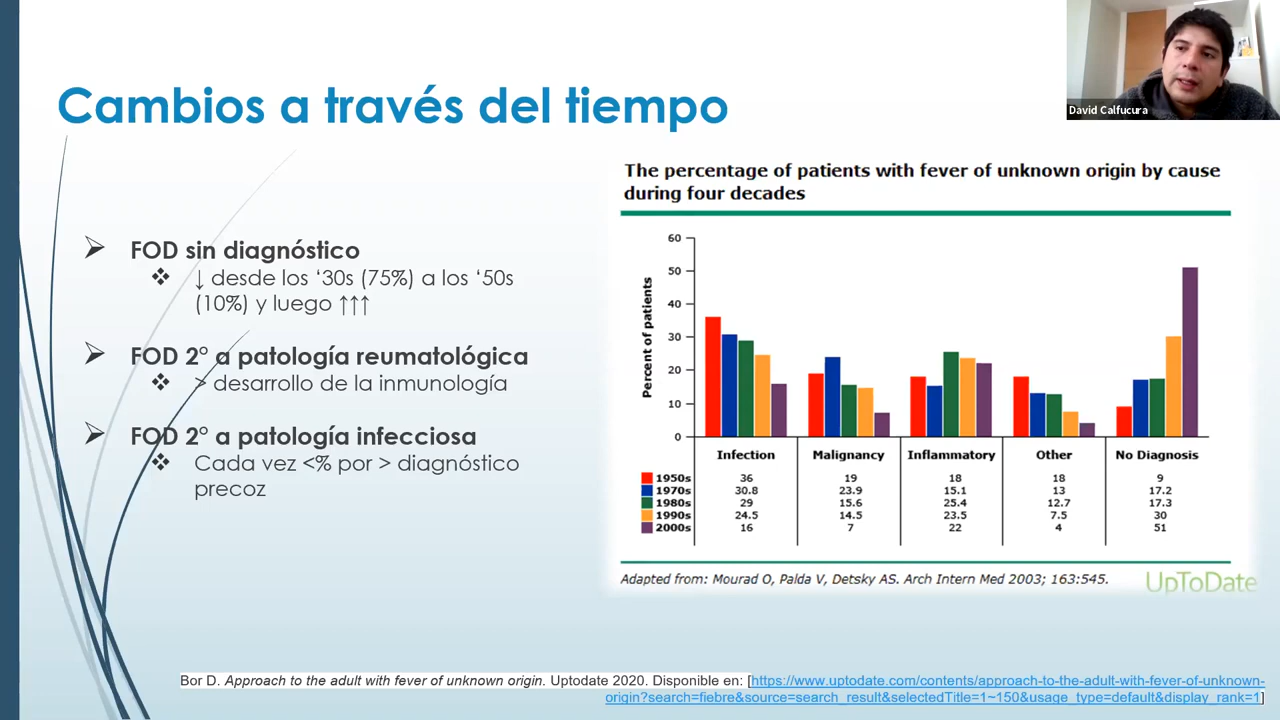 Cambios a través del tiempo
David Calfucura
FOD sin diagnóstico
↓ desde los ‘30s (75%) a los ‘50s
(10%) y luego ↑↑↑
FOD 2° a patología reumatológica
> desarrollo de la inmunología
FOD 2° a patología infecciosa
Cada vez <% por > diagnóstico
precoz
The percentage of patients with fever of unknown origin by cause
during four decades
Percent of patients
60
50
40
30
20
10
0
Infection Malignancy Inflammatory Other No Diagnosis
1950s 36 19 18 18 9
1970s 30.8 23.9 15.1 13 17.2
1980s 29 15.6 25.4 12.7 17.3
1990s 24.5 14.5 23.5 7.5 30
2000s 16 7 22 4 51
Adapted from: Mourad O, Palda V, Detsky AS. Arch Intern Med 2003; 163:545.
UpToDate
Bor D. Approach to the adult with fever of unknown origin. Uptodate 2020. Disponible en: [https://www.uptodate.com/contents/approach-to-the-adult-with-fever-of-unknown-
origin?search=fiebre&source=search_result&selectedTitle=1~150&usage_type=default&display_rank=1]